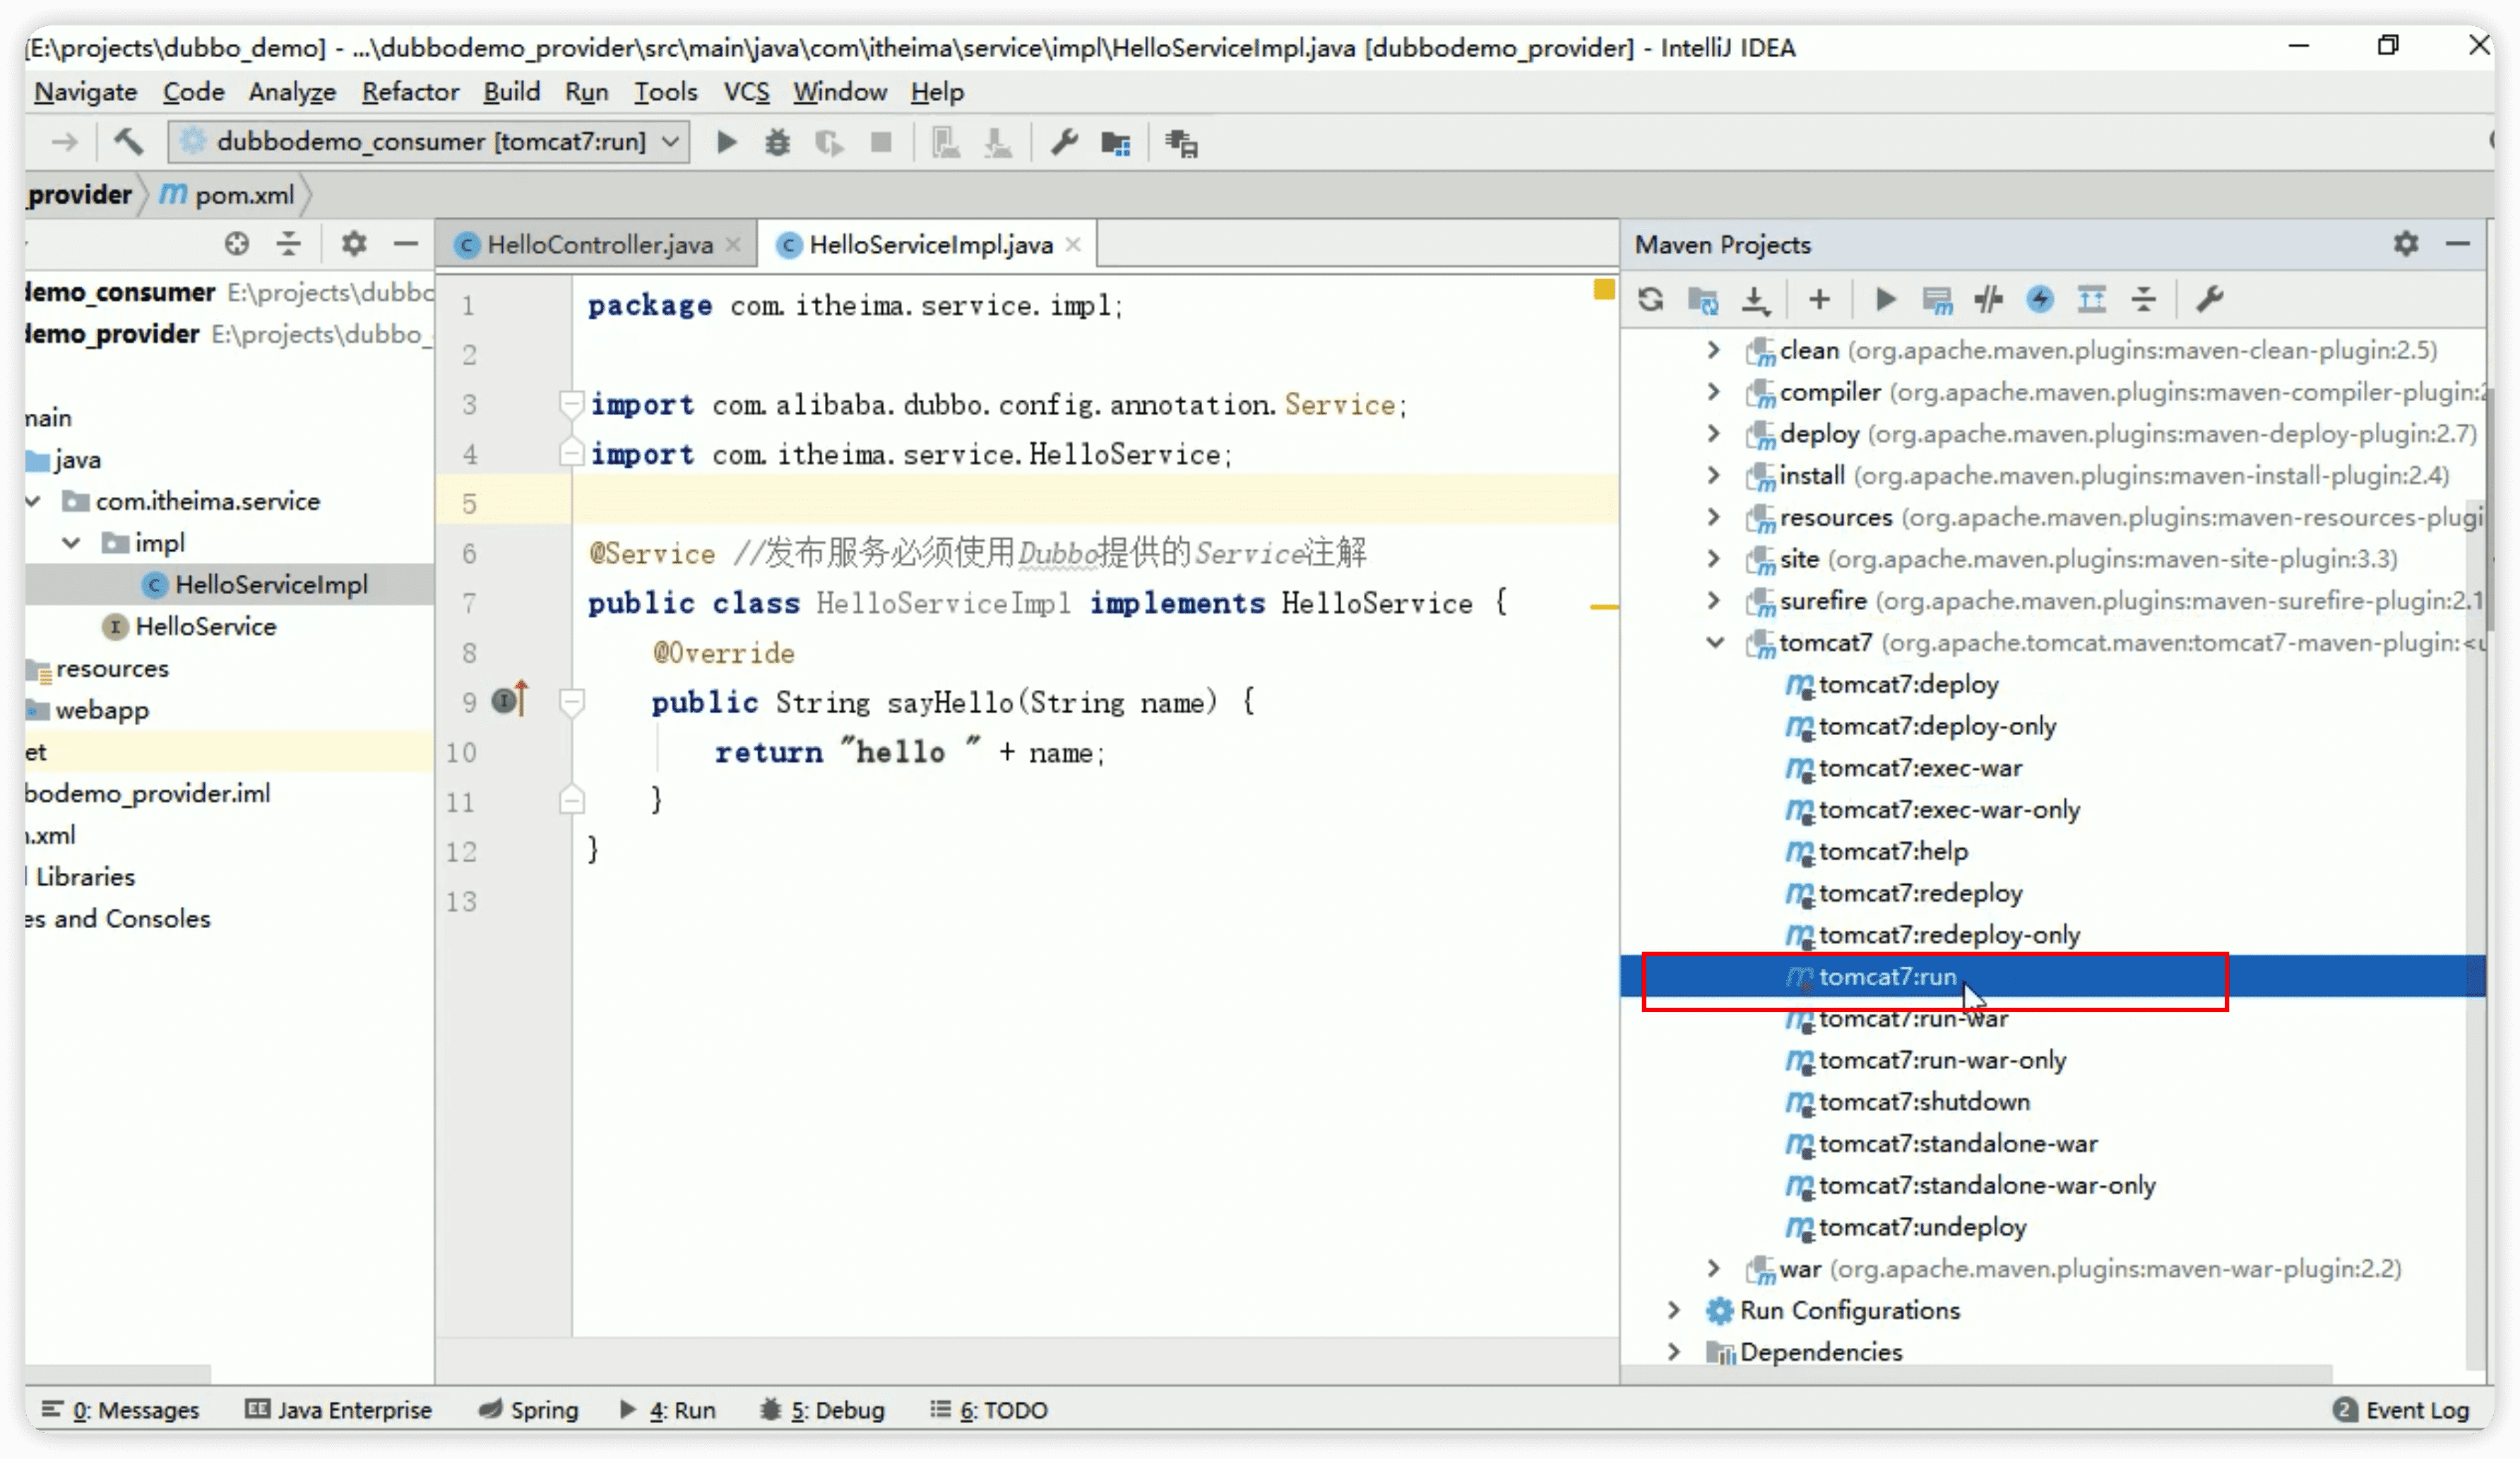 [E:\projects\dubbo_demo] - ...\dubbodemo_provider\src\main\java\com\itheima\service\impl\HelloServiceImpl.java [dubbodemo_provider] - IntelliJ IDEA
Navigate Code Analyze Refactor Build Run Tools VCS Window Help
dubbodemo_consumer [tomcat7:run]
provider pom.xml
HelloController.java HelloServiceImpl.java
demo_consumer E:\projects\dubbo
demo_provider E:\projects\dubbo_
main
java
com.itheima.service
impl
HelloServiceImpl
HelloService
resources
webapp
et
bodemo_provider.iml
.xml
Libraries
es and Consoles
1 package com.itheima.service.impl;
2
3 import com.alibaba.dubbo.config.annotation.Service;
4 import com.itheima.service.HelloService;
5
6 @Service //发布服务必须使用Dubbo提供的Service注解
7 public class HelloServiceImpl implements HelloService {
8 @Override
9 public String sayHello(String name) {
10 return "hello " + name;
11 }
12 }
13
Maven Projects
clean (org.apache.maven.plugins:maven-clean-plugin:2.5)
compiler (org.apache.maven.plugins:maven-compiler-plugin:2
deploy (org.apache.maven.plugins:maven-deploy-plugin:2.7)
install (org.apache.maven.plugins:maven-install-plugin:2.4)
resources (org.apache.maven.plugins:maven-resources-plugi
site (org.apache.maven.plugins:maven-site-plugin:3.3)
surefire (org.apache.maven.plugins:maven-surefire-plugin:2.1
tomcat7 (org.apache.tomcat.maven:tomcat7-maven-plugin:<u
tomcat7:deploy
tomcat7:deploy-only
tomcat7:exec-war
tomcat7:exec-war-only
tomcat7:help
tomcat7:redeploy
tomcat7:redeploy-only
tomcat7:run
tomcat7:run-war
tomcat7:run-war-only
tomcat7:shutdown
tomcat7:standalone-war
tomcat7:standalone-war-only
tomcat7:undeploy
war (org.apache.maven.plugins:maven-war-plugin:2.2)
Run Configurations
Dependencies
0: Messages Java Enterprise Spring 4: Run 5: Debug 6: TODO 2 Event Log